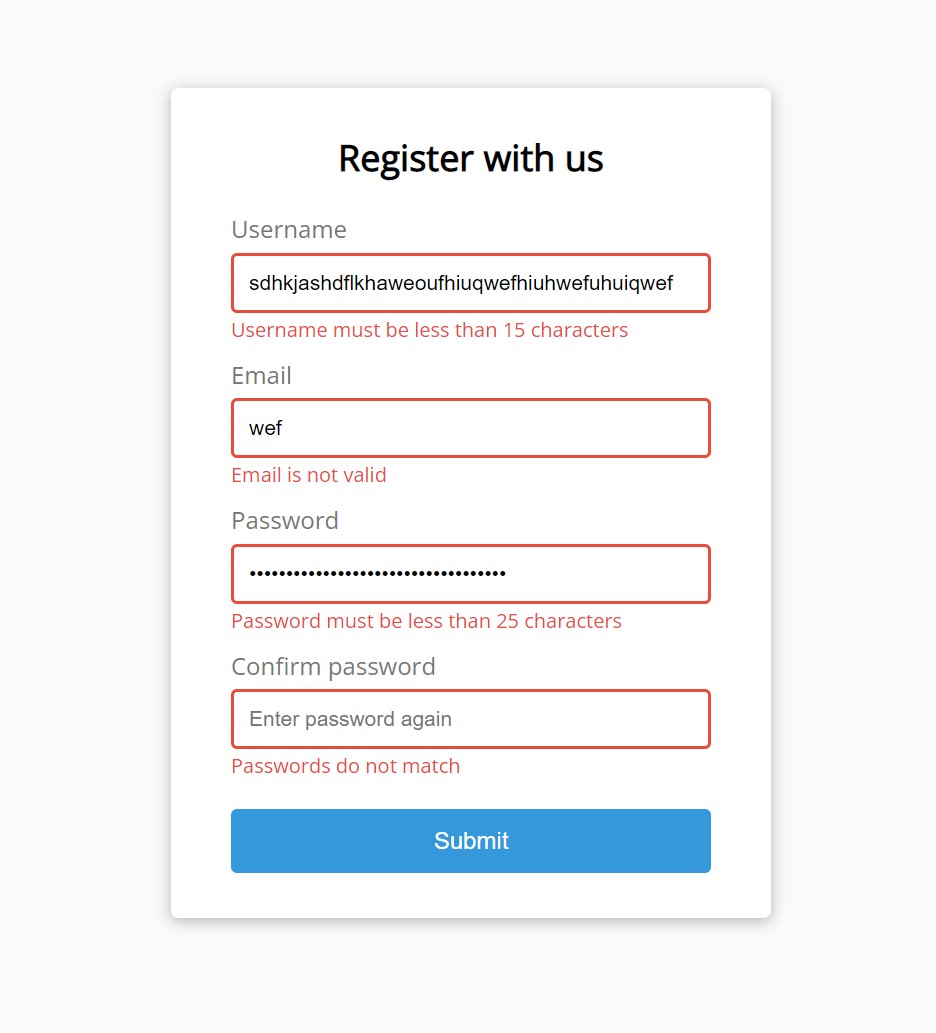 Register with us
Username
sdhkjashdflkhaweoufhiuqwefhiuhwefuhuiqwef
Username must be less than 15 characters
Email
wef
Email is not valid
Password
•••••••••••••••••••••••••••••••••••
Password must be less than 25 characters
Confirm password
Enter password again
Passwords do not match
Submit